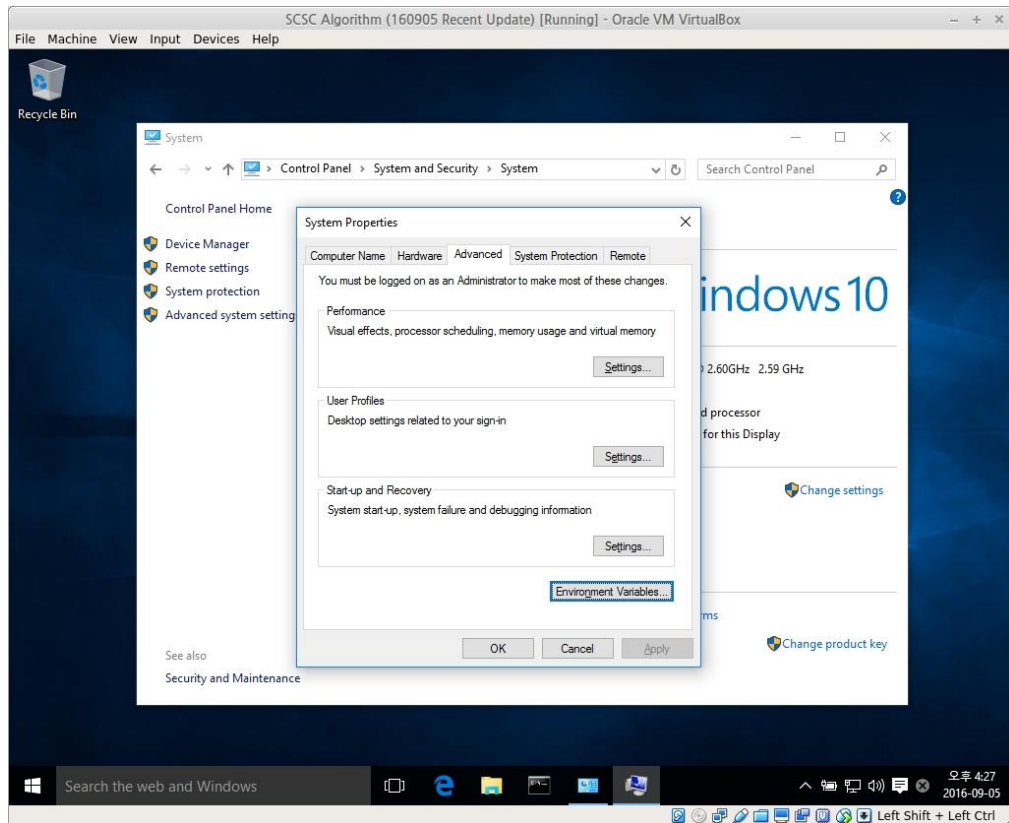 SCSC Algorithm (160905 Recent Update) [Running] - Oracle VM VirtualBox
File Machine View Input Devices Help
Recycle Bin
System
Control Panel > System and Security > System
Search Control Panel
Control Panel Home
Device Manager
Remote settings
System protection
Advanced system setting
See also
Security and Maintenance
System Properties
Computer Name Hardware Advanced System Protection Remote
You must be logged on as an Administrator to make most of these changes.
Performance
Visual effects, processor scheduling, memory usage and virtual memory
Settings...
User Profiles
Desktop settings related to your sign-in
Settings...
Start-up and Recovery
System start-up, system failure and debugging information
Settings...
Environment Variables...
OK Cancel Apply
indows 10
2.60GHz 2.59 GHz
d processor
for this Display
Change settings
rms
Change product key
Search the web and Windows
오후 4:27
2016-09-05
Left Shift + Left Ctrl